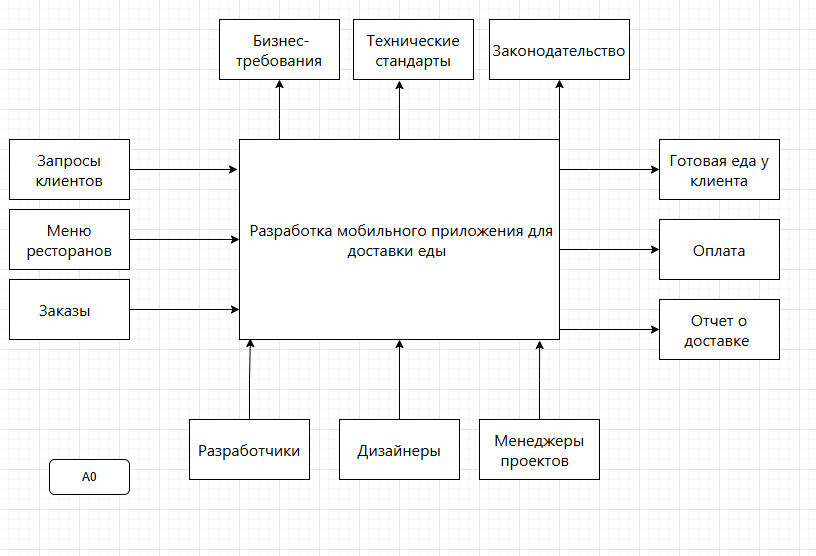 Бизнес-
требования
Технические
стандарты
Законодательство
Запросы
клиентов
Меню
ресторанов
Заказы
Разработка мобильного приложения для
доставки еды
Готовая еда у
клиента
Оплата
Отчет о
доставке
Разработчики
Дизайнеры
Менеджеры
проектов
A0